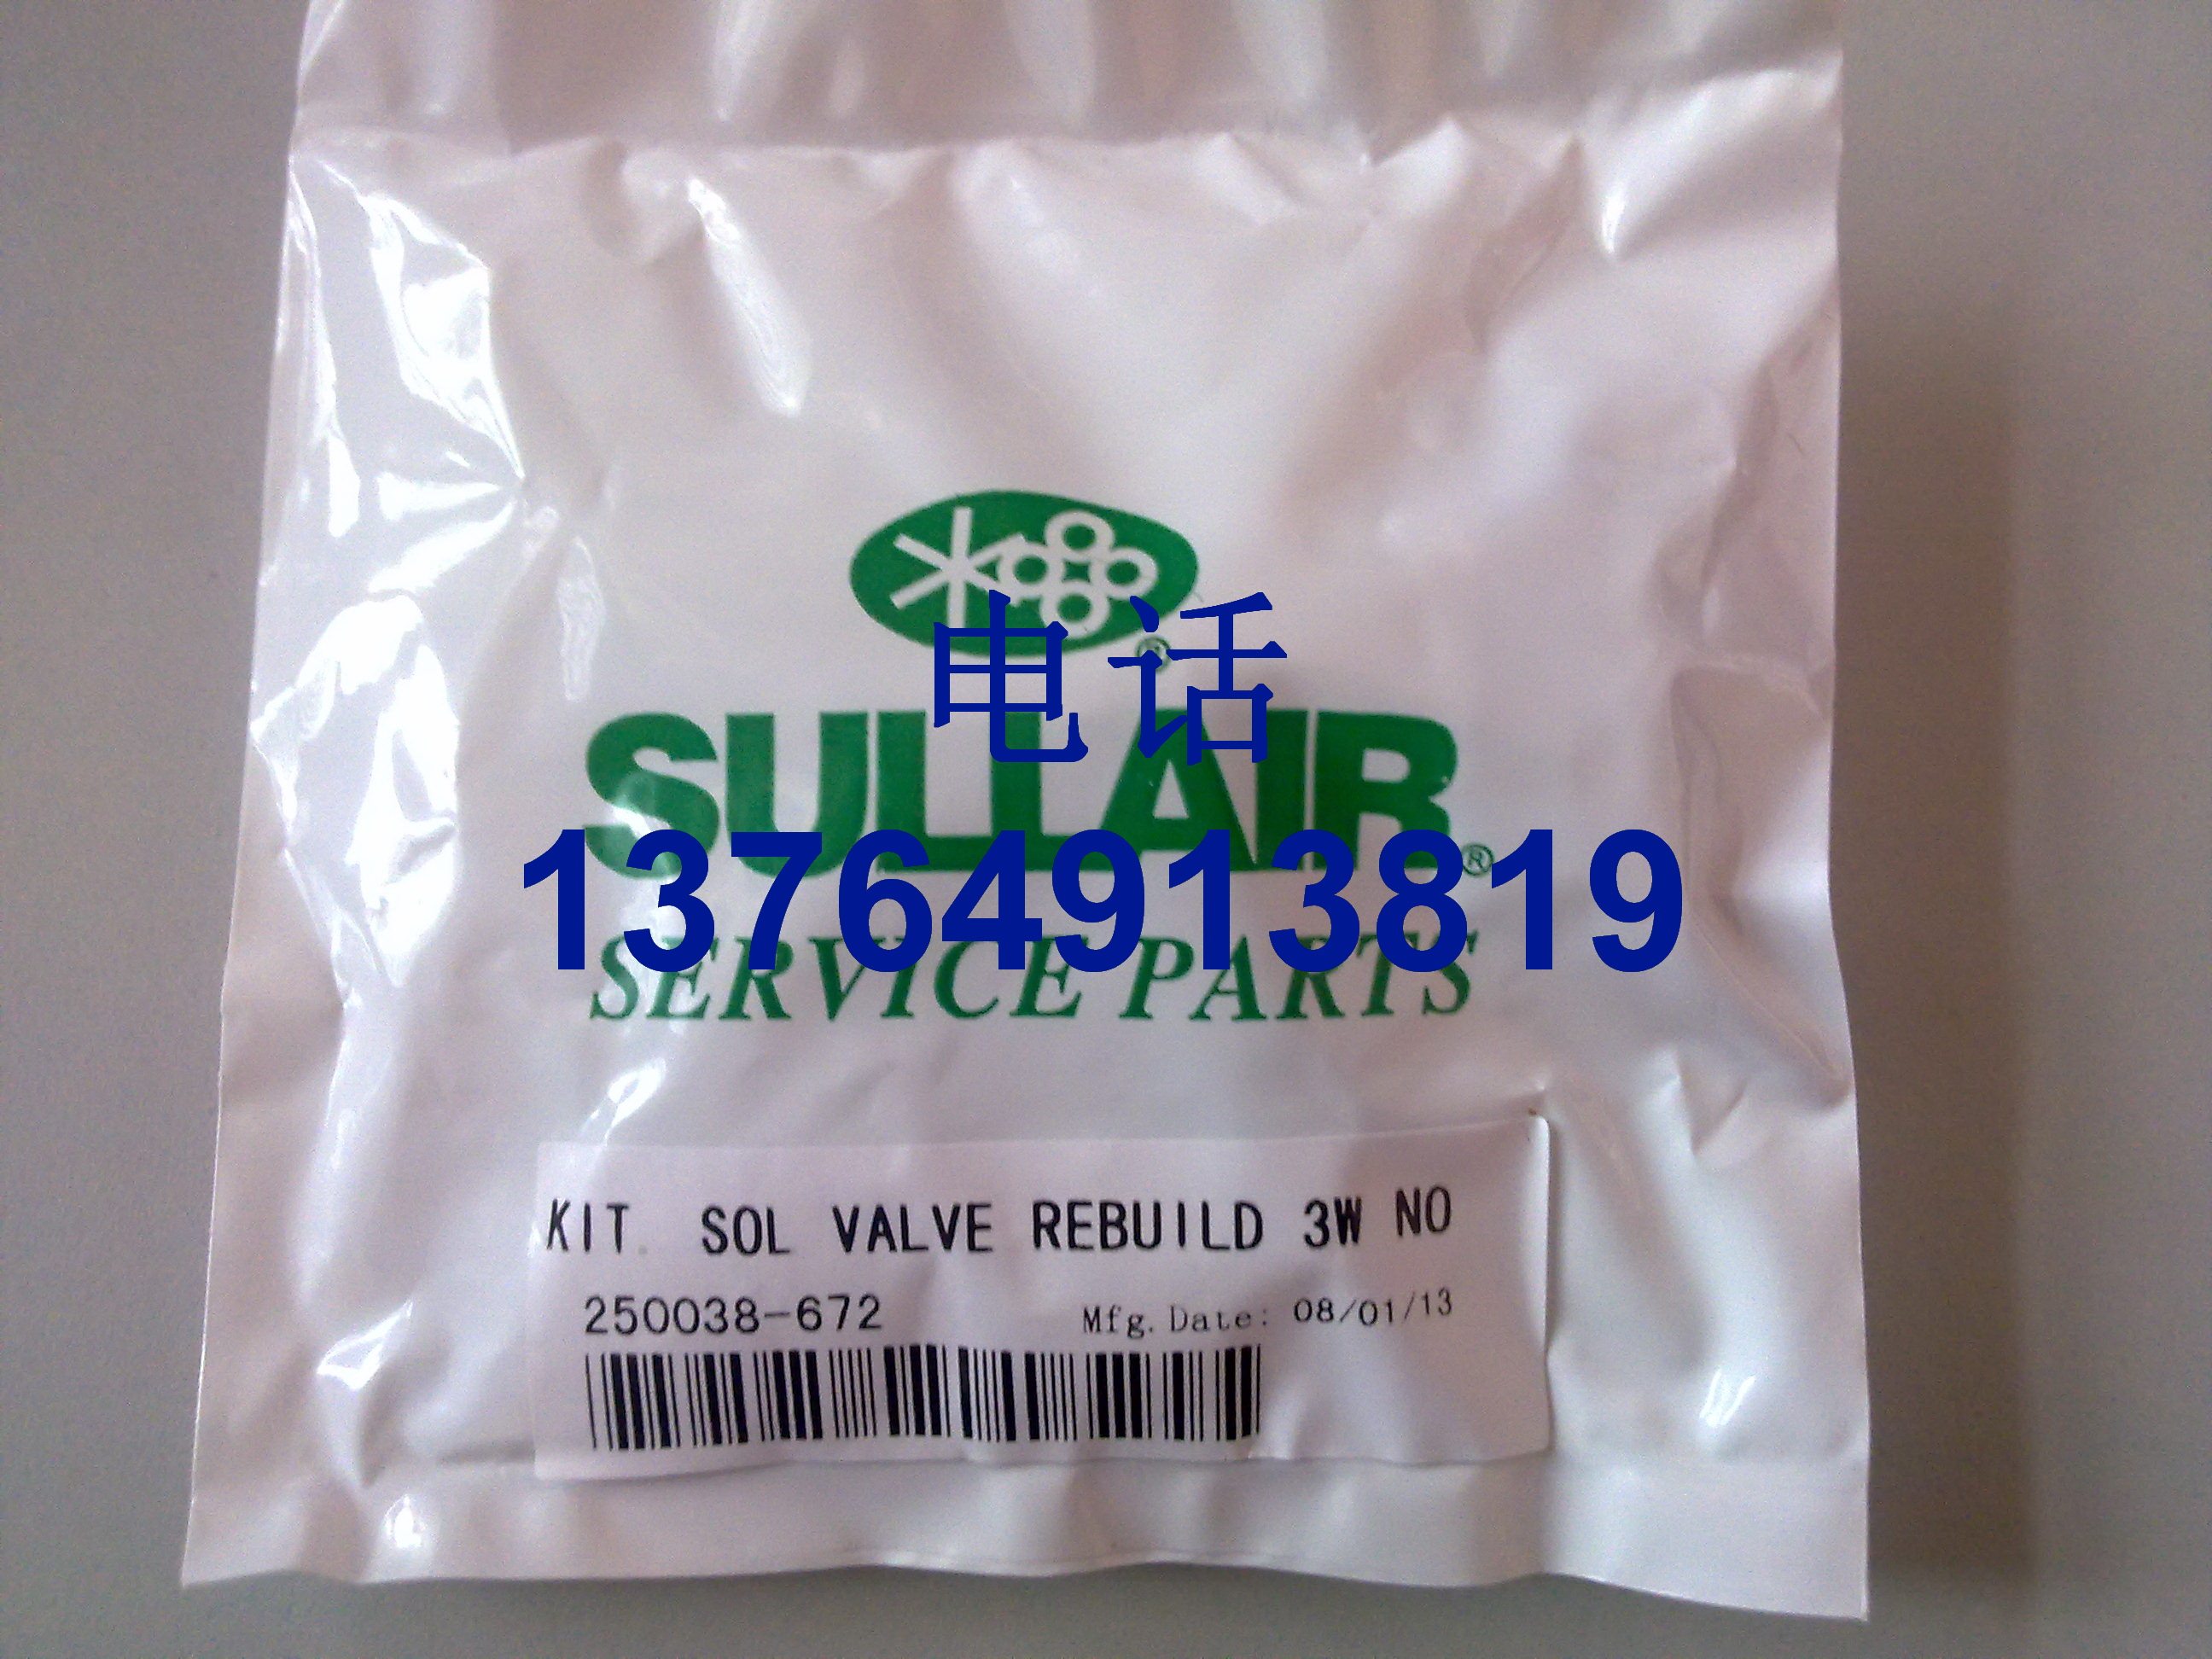 电话
SULLAIR®
13764913819
SERVICE PARTS
KIT. SOL VALVE REBUILD 3W NO
250038-672 Mfg. Date: 08/01/13